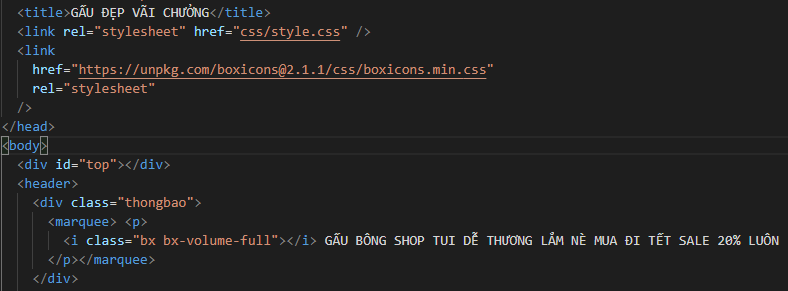 <title>GẤU ĐẸP VÃI CHƯỞNG</title>
<link rel="stylesheet" href="css/style.css" />
<link
href="https://unpkg.com/boxicons@2.1.1/css/boxicons.min.css"
rel="stylesheet"
/>
</head>
<body>
<div id="top"></div>
<header>
<div class="thongbao">
<marquee> <p>
<i class="bx bx-volume-full"></i> GẤU BÔNG SHOP TUI DỄ THƯƠNG LẮM NÈ MUA ĐI TẾT SALE 20% LUÔN
</p></marquee>
</div>